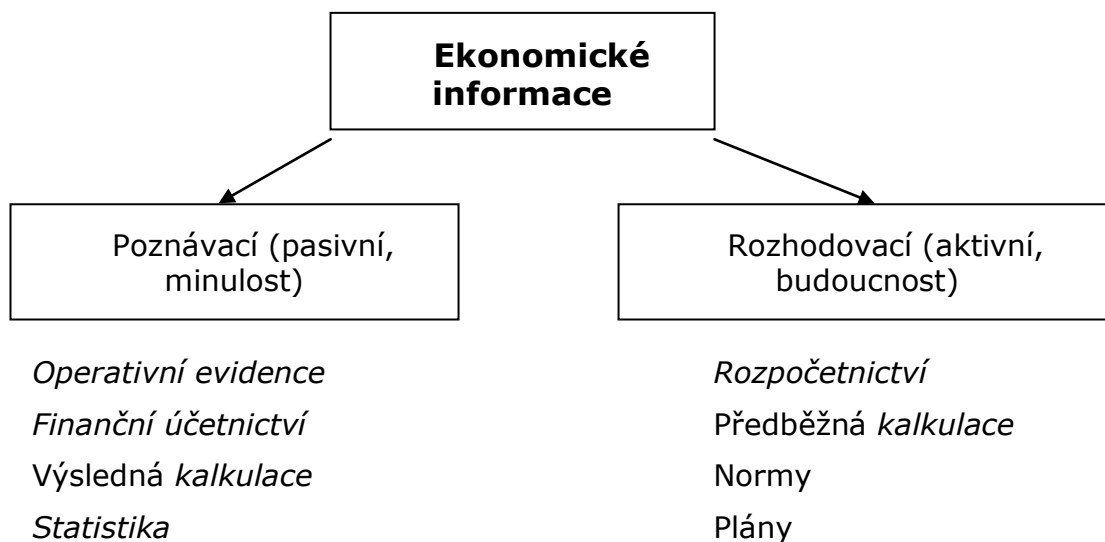 Ekonomické
informace
Poznávací (pasivní,
minulost)
Rozhodovací (aktivní,
budoucnost)
Operativní evidence
Finanční účetnictví
Výsledná kalkulace
Statistika
Rozpočetnictví
Předběžná kalkulace
Normy
Plány